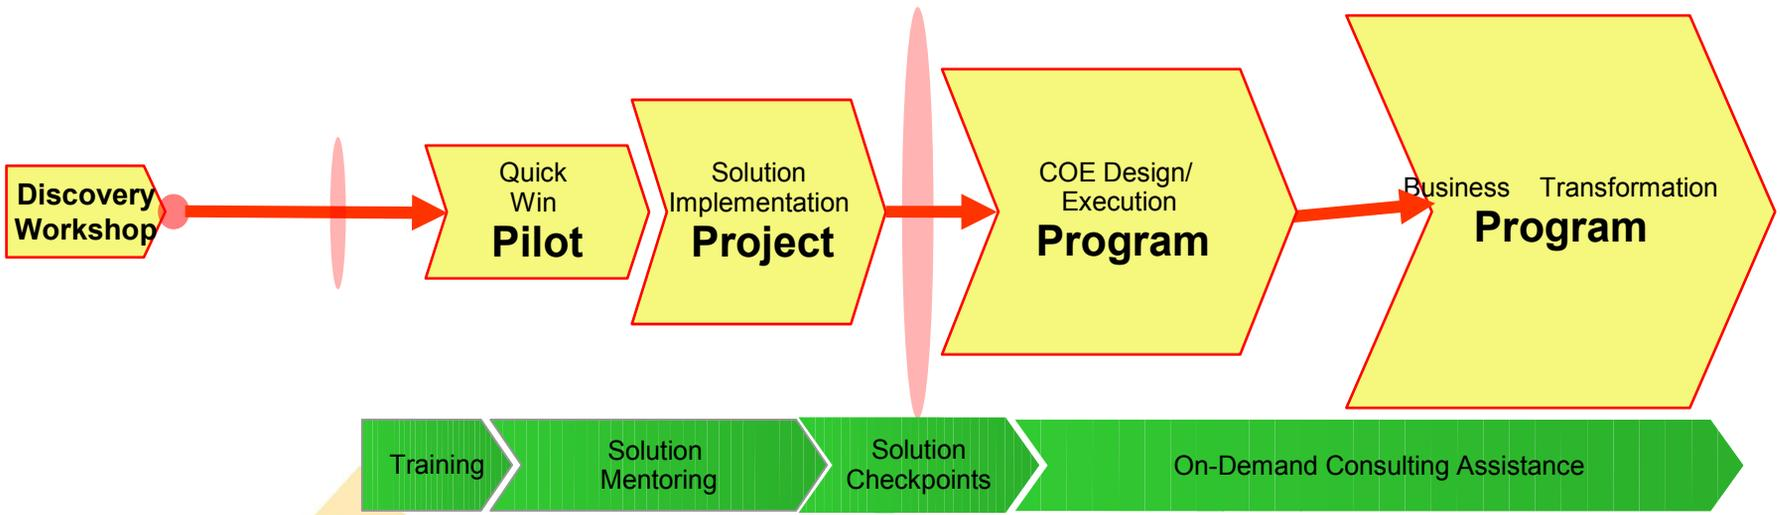 Discovery
Workshop
Quick
Win
Pilot
Solution
Implementation
Project
COE Design/
Execution
Program
Business Transformation
Program
Training
Solution
Mentoring
Solution
Checkpoints
On-Demand Consulting Assistance